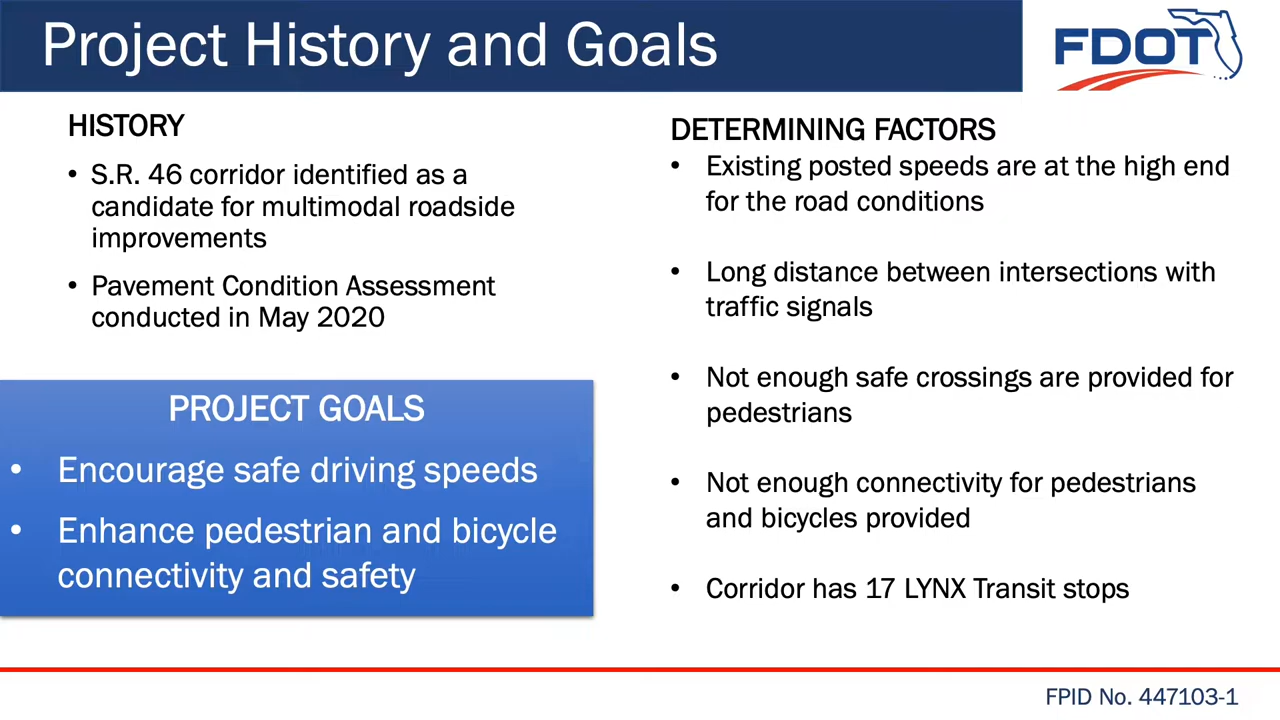 Project History and Goals
FDOT
HISTORY
• S.R. 46 corridor identified as a
candidate for multimodal roadside
improvements
• Pavement Condition Assessment
conducted in May 2020
PROJECT GOALS
• Encourage safe driving speeds
• Enhance pedestrian and bicycle
connectivity and safety
DETERMINING FACTORS
• Existing posted speeds are at the high end
for the road conditions
• Long distance between intersections with
traffic signals
• Not enough safe crossings are provided for
pedestrians
• Not enough connectivity for pedestrians
and bicycles provided
• Corridor has 17 LYNX Transit stops
FPID No. 447103-1